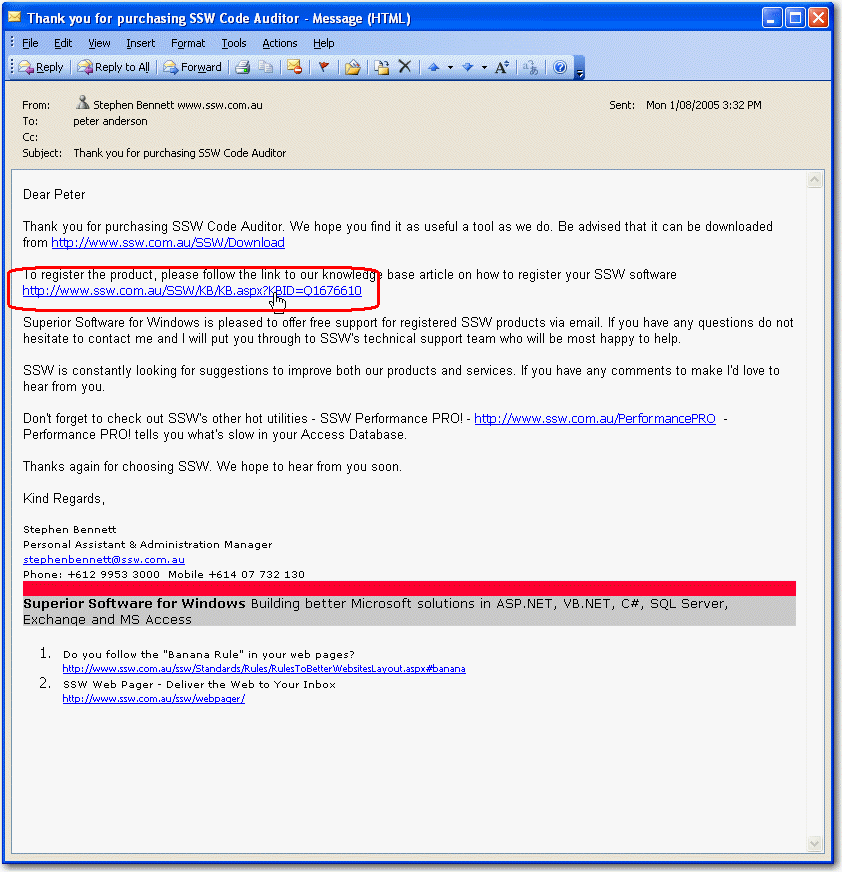 Thank you for purchasing SSW Code Auditor - Message (HTML)
File Edit View Insert Format Tools Actions Help
Reply Reply to All Forward
From: Stephen Bennett www.ssw.com.au Sent: Mon 1/08/2005 3:32 PM
To: peter anderson
Cc:
Subject: Thank you for purchasing SSW Code Auditor
Dear Peter
Thank you for purchasing SSW Code Auditor. We hope you find it as useful a tool as we do. Be advised that it can be downloaded
from http://www.ssw.com.au/SSW/Download
To register the product, please follow the link to our knowledge base article on how to register your SSW software
http://www.ssw.com.au/SSW/KB/KB.aspx?KBID=Q1676610
Superior Software for Windows is pleased to offer free support for registered SSW products via email. If you have any questions do not
hesitate to contact me and I will put you through to SSW's technical support team who will be most happy to help.
SSW is constantly looking for suggestions to improve both our products and services. If you have any comments to make I'd love to
hear from you.
Don't forget to check out SSW's other hot utilities - SSW Performance PRO! - http://www.ssw.com.au/PerformancePRO -
Performance PRO! tells you what's slow in your Access Database.
Thanks again for choosing SSW. We hope to hear from you soon.
Kind Regards,
Stephen Bennett
Personal Assistant & Administration Manager
stephenbennett@ssw.com.au
Phone: +612 9953 3000 Mobile +614 07 732 130
Superior Software for Windows Building better Microsoft solutions in ASP.NET, VB.NET, C#, SQL Server,
Exchange and MS Access
1. Do you follow the "Banana Rule" in your web pages?
http://www.ssw.com.au/ssw/Standards/Rules/RulesToBetterWebsitesLayout.aspx#banana
2. SSW Web Pager - Deliver the Web to Your Inbox
http://www.ssw.com.au/ssw/webpager/